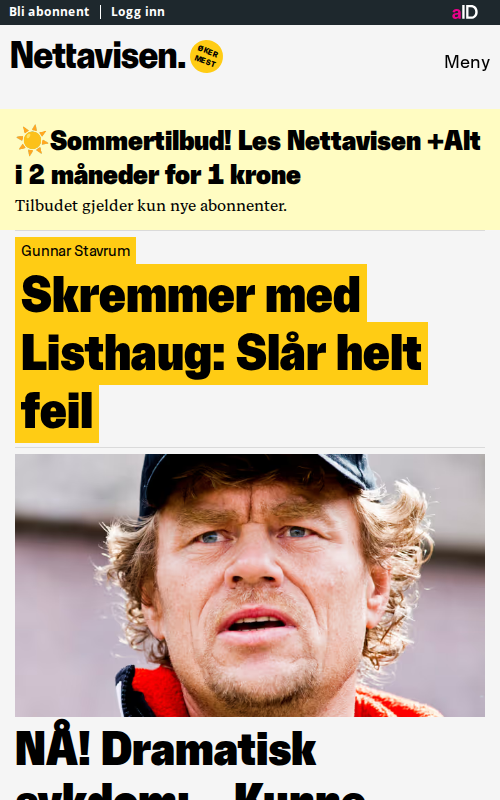 Bli abonnent | Logg inn
aID
Nettavisen.
ØKER
MEST
Meny
☀️Sommertilbud! Les Nettavisen +Alt
i 2 måneder for 1 krone
Tilbudet gjelder kun nye abonnenter.
Gunnar Stavrum
Skremmer med
Listhaug: Slår helt
feil
NÅ! Dramatisk